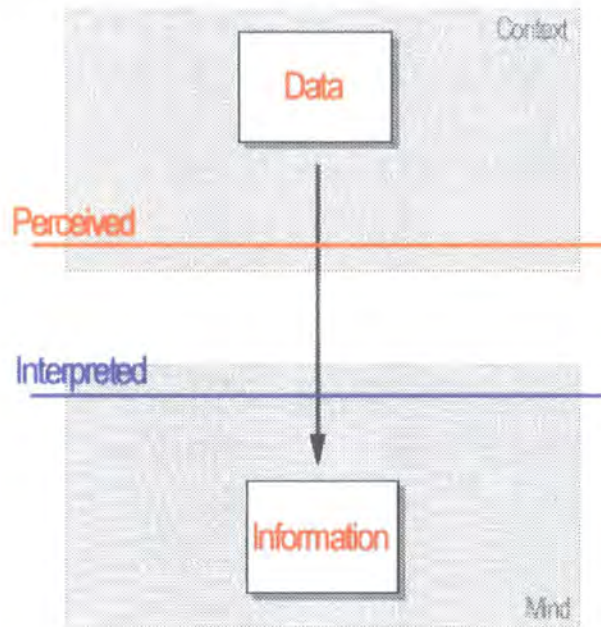 Context
Data
Perceived
Interpreted
Information
Mind